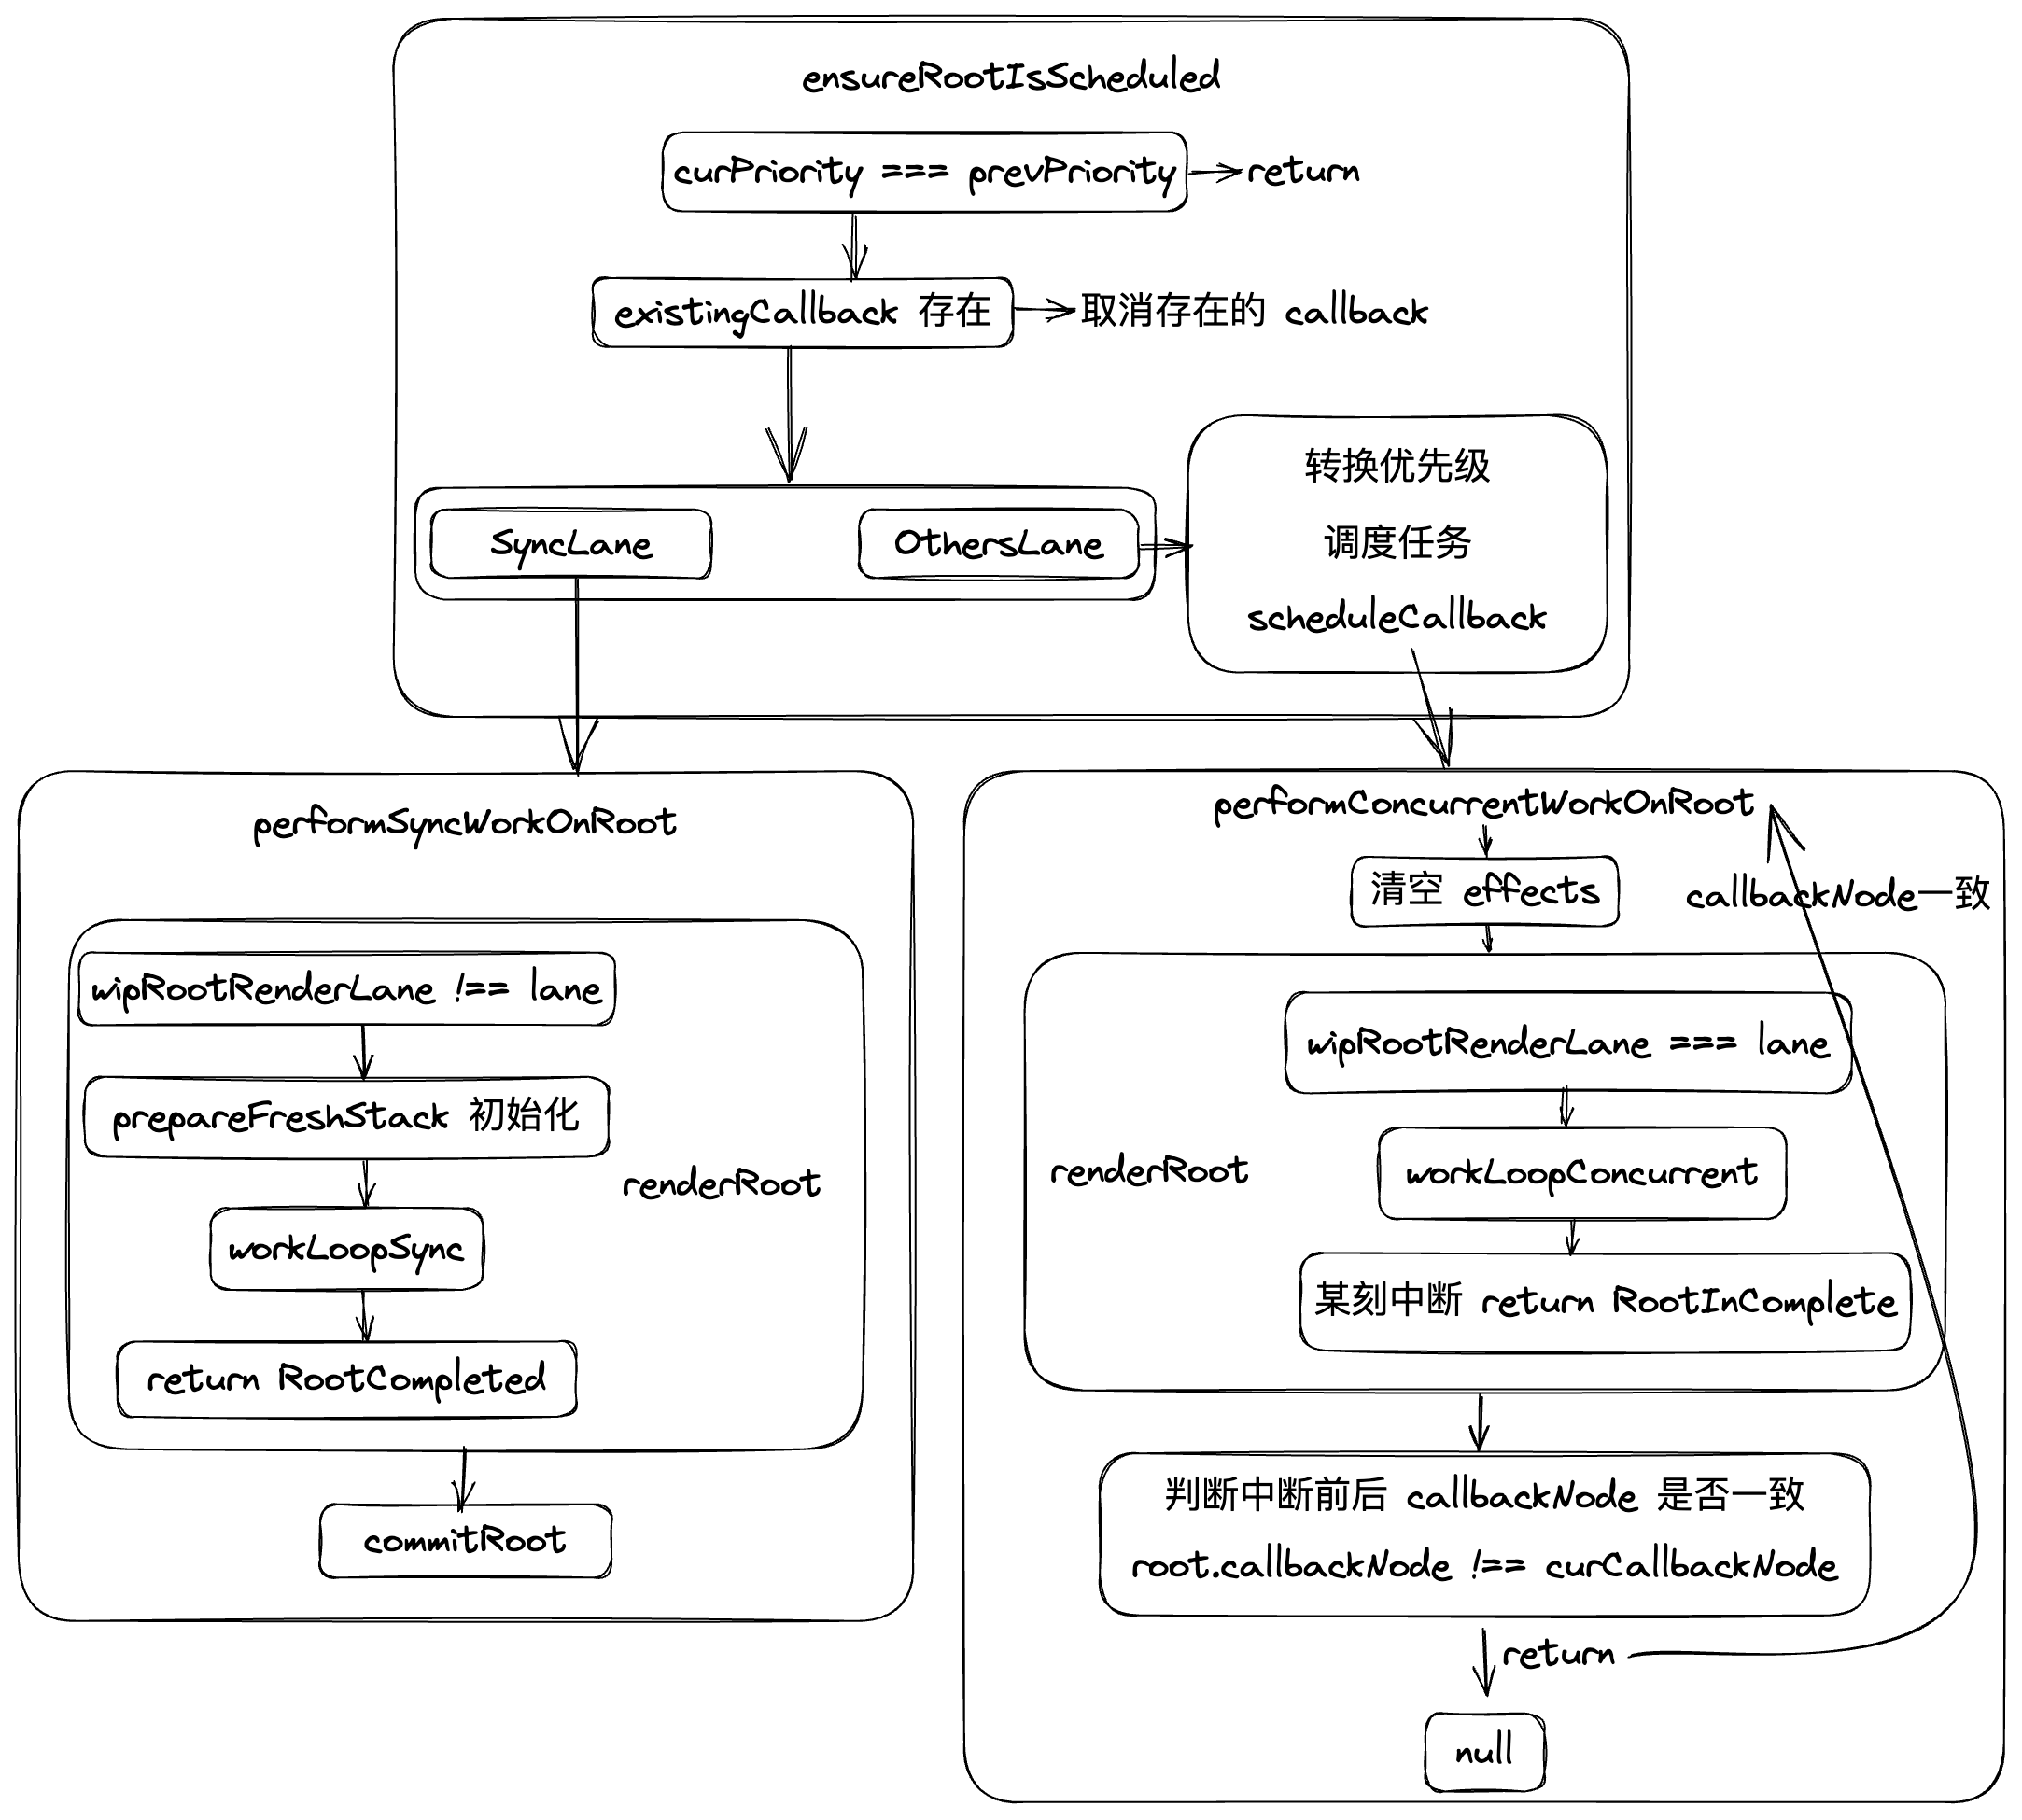 ensureRootIsScheduled
curPriority === prevPriority
return
existingCallback 存在
取消存在的 callback
SyncLane
OthersLane
转换优先级
调度任务
scheduleCallback
performSyncWorkOnRoot
wipRootRenderLane !== lane
prepareFreshStack 初始化
renderRoot
workLoopSync
return RootCompleted
commitRoot
performConcurrentWorkOnRoot
清空 effects
callbackNode一致
wipRootRenderLane === lane
renderRoot
workLoopConcurrent
某刻中断 return RootInComplete
判断中断前后 callbackNode 是否一致
root.callbackNode !== curCallbackNode
return
null